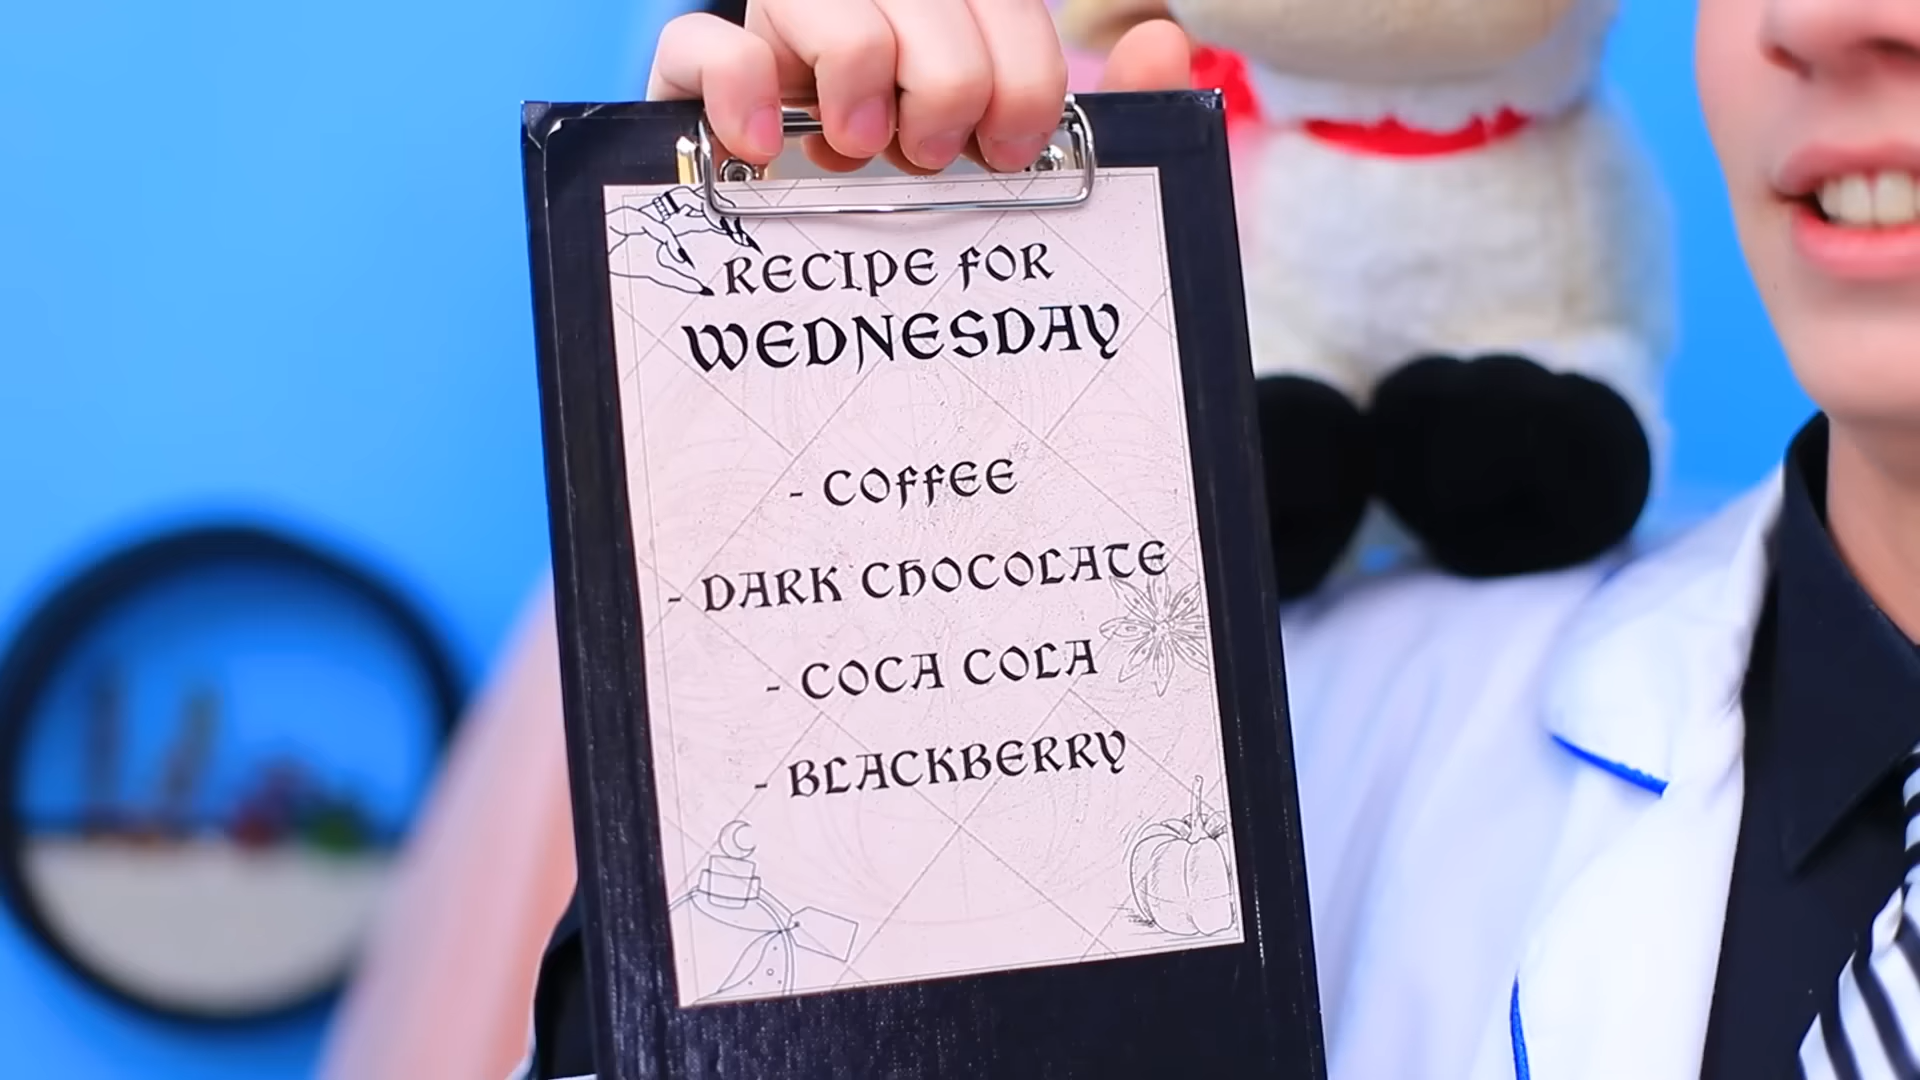 RECIPE FOR
WEDNESDAY
- COFFEE
- DARK CHOCOLATE
- COCA COLA
- BLACKBERRY